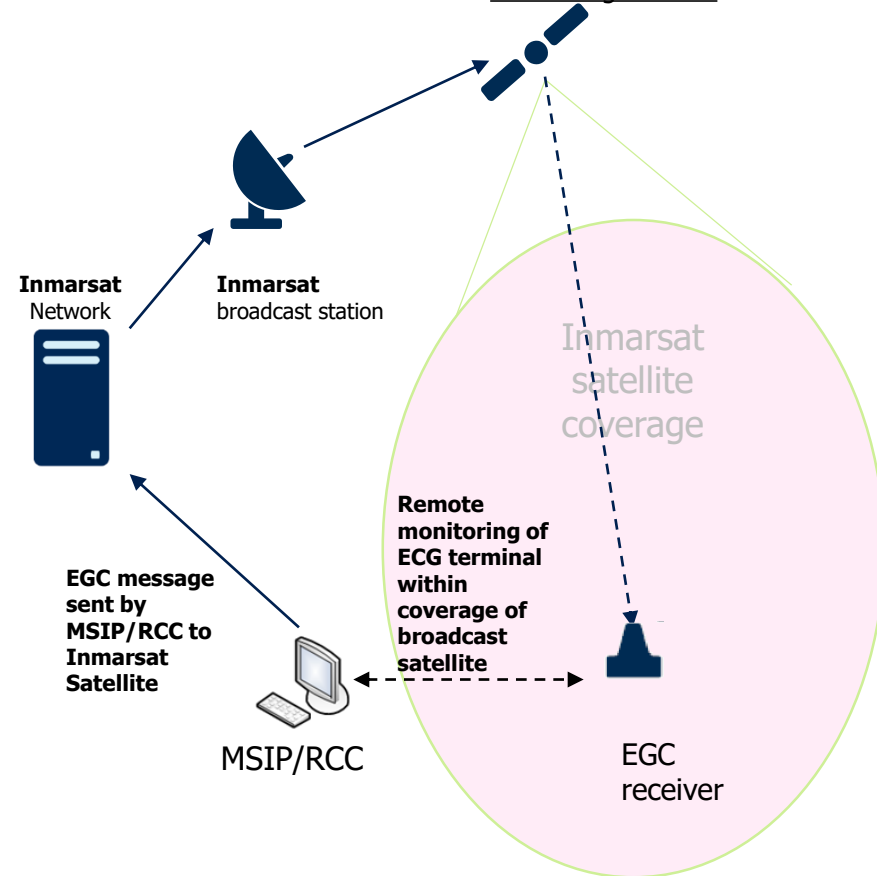 Inmarsat
Network
Inmarsat
broadcast station
Inmarsat
satellite
coverage
Remote
monitoring of
ECG terminal
within
coverage of
broadcast
satellite
EGC message
sent by
MSIP/RCC to
Inmarsat
Satellite
MSIP/RCC
EGC
receiver